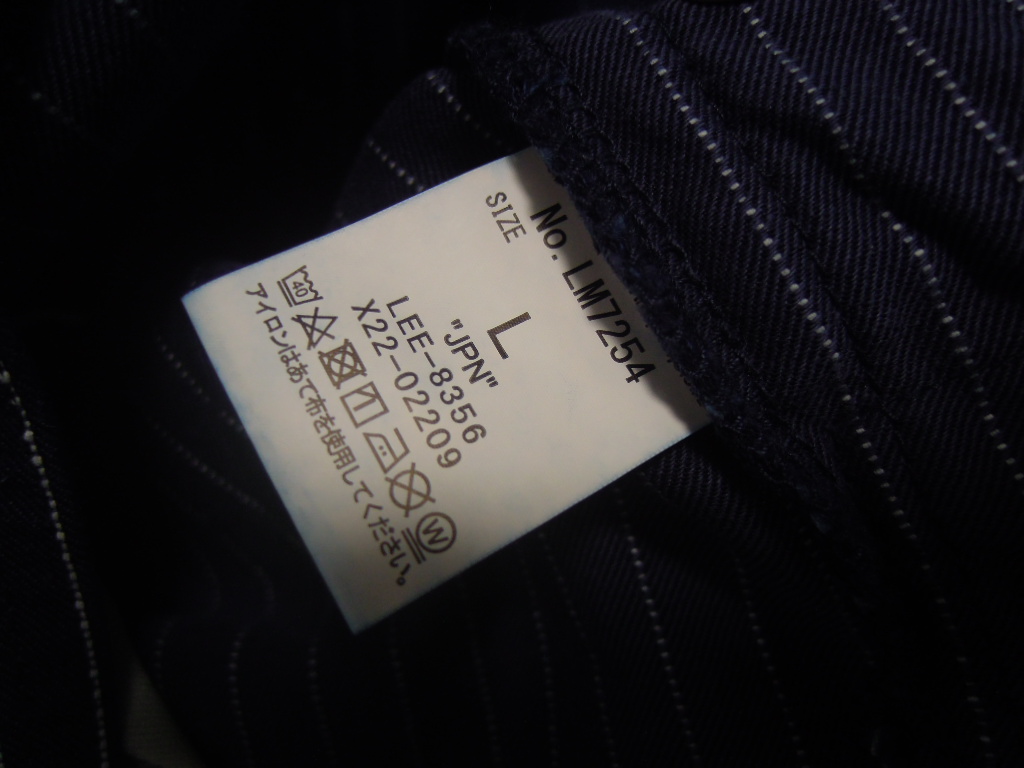 No. LM7254
SIZE
L
"JPN"
LEE-8356
X22-02209
40
W
アイロンはあて布を使用してください。